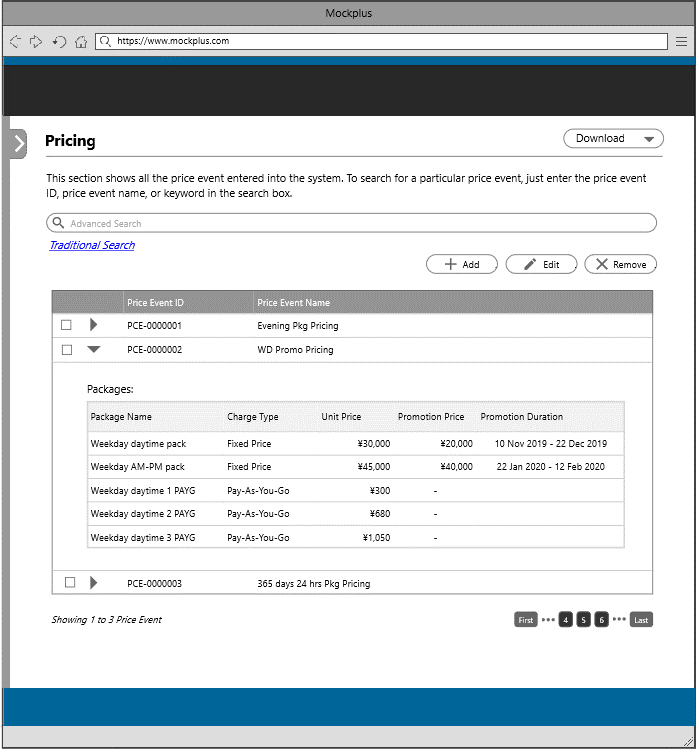 Mockplus
https://www.mockplus.com
Pricing
Download
This section shows all the price event entered into the system. To search for a particular price event, just enter the price event
ID, price event name, or keyword in the search box.
Advanced Search
Traditional Search
Add Edit Remove
Price Event ID Price Event Name
PCE-0000001 Evening Pkg Pricing
PCE-0000002 WD Promo Pricing
Packages:
Package Name Charge Type Unit Price Promotion Price Promotion Duration
Weekday daytime pack Fixed Price ¥30,000 ¥20,000 10 Nov 2019 - 22 Dec 2019
Weekday AM-PM pack Fixed Price ¥45,000 ¥40,000 22 Jan 2020 - 12 Feb 2020
Weekday daytime 1 PAYG Pay-As-You-Go ¥300 -
Weekday daytime 2 PAYG Pay-As-You-Go ¥680 -
Weekday daytime 3 PAYG Pay-As-You-Go ¥1,050 -
PCE-0000003 365 days 24 hrs Pkg Pricing
Showing 1 to 3 Price Event
First ••• 4 5 6 ••• Last